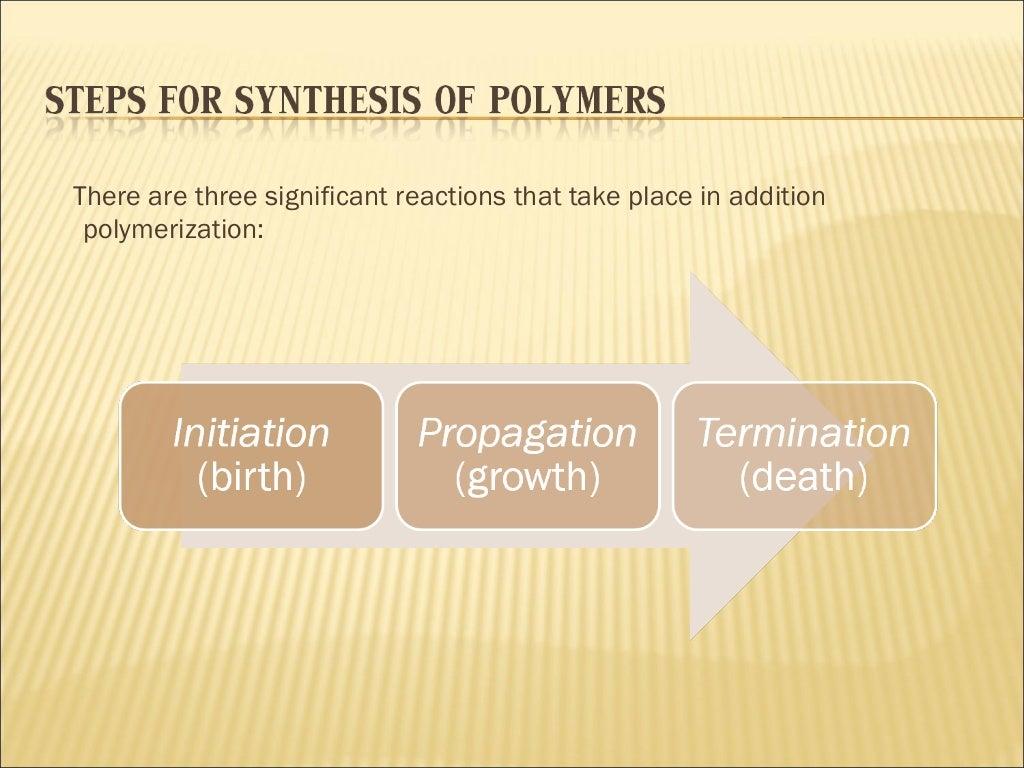 STEPS FOR SYNTHESIS OF POLYMERS
There are three significant reactions that take place in addition
polymerization:
Initiation
(birth)
Propagation
(growth)
Termination
(death)